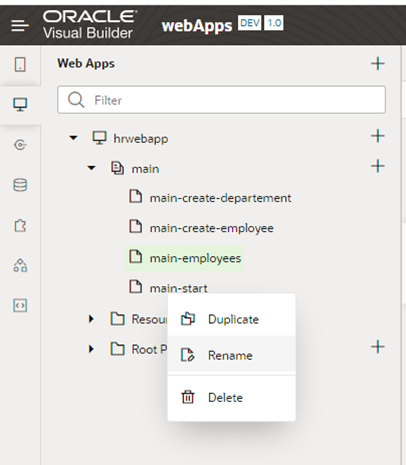 ORACLE
Visual Builder
webApps DEV 1.0
Web Apps
Filter
hrwebapp
main
main-create-departement
main-create-employee
main-employees
main-start
Resour
Duplicate
Root P
Rename
Delete